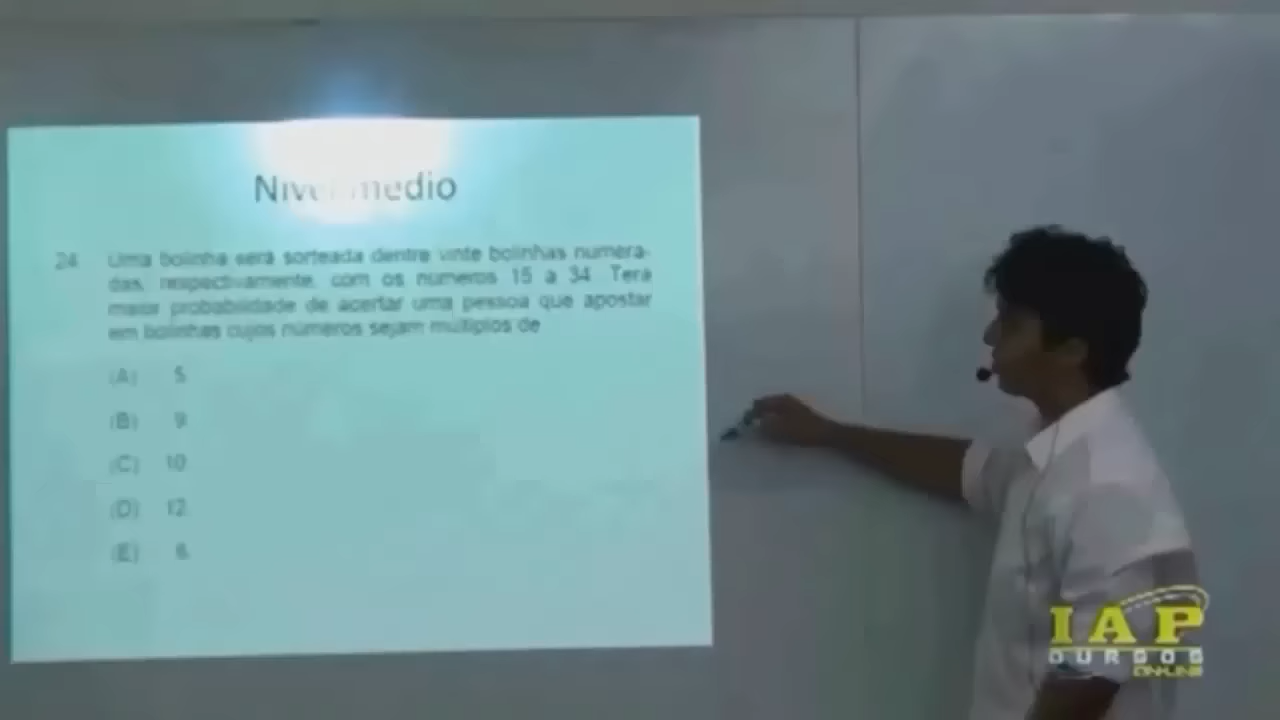 Nivel medio
24 Uma bolinha será sorteada dentre vinte bolinhas numera-
das, respectivamente, com os números 15 a 34. Terá
maior probabilidade de acertar uma pessoa que apostar
em bolinhas cujos números sejam múltiplos de
(A) 5
(B) 9
(C) 10
(D) 12
(E)
IAP
CURSOS
ON-LINE